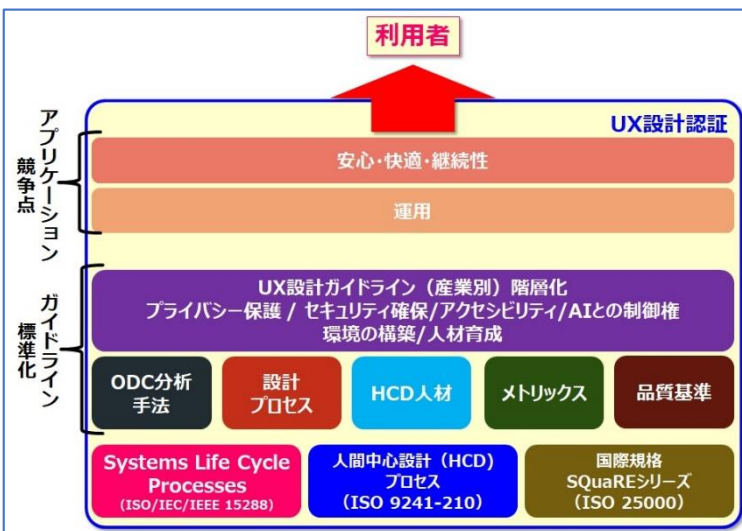 利用者
UX設計認証
アプリケーション
競争点
安心・快適・継続性
運用
ガイドライン
標準化
UX設計ガイドライン（産業別）階層化
プライバシー保護 / セキュリティ確保/アクセシビリティ/AIとの制御権
環境の構築/人材育成
ODC分析
手法
設計
プロセス
HCD人材
メトリックス
品質基準
Systems Life Cycle
Processes
(ISO/IEC/IEEE 15288)
人間中心設計（HCD)
プロセス
（ISO 9241-210）
国際規格
SQuaREシリーズ
（ISO 25000）